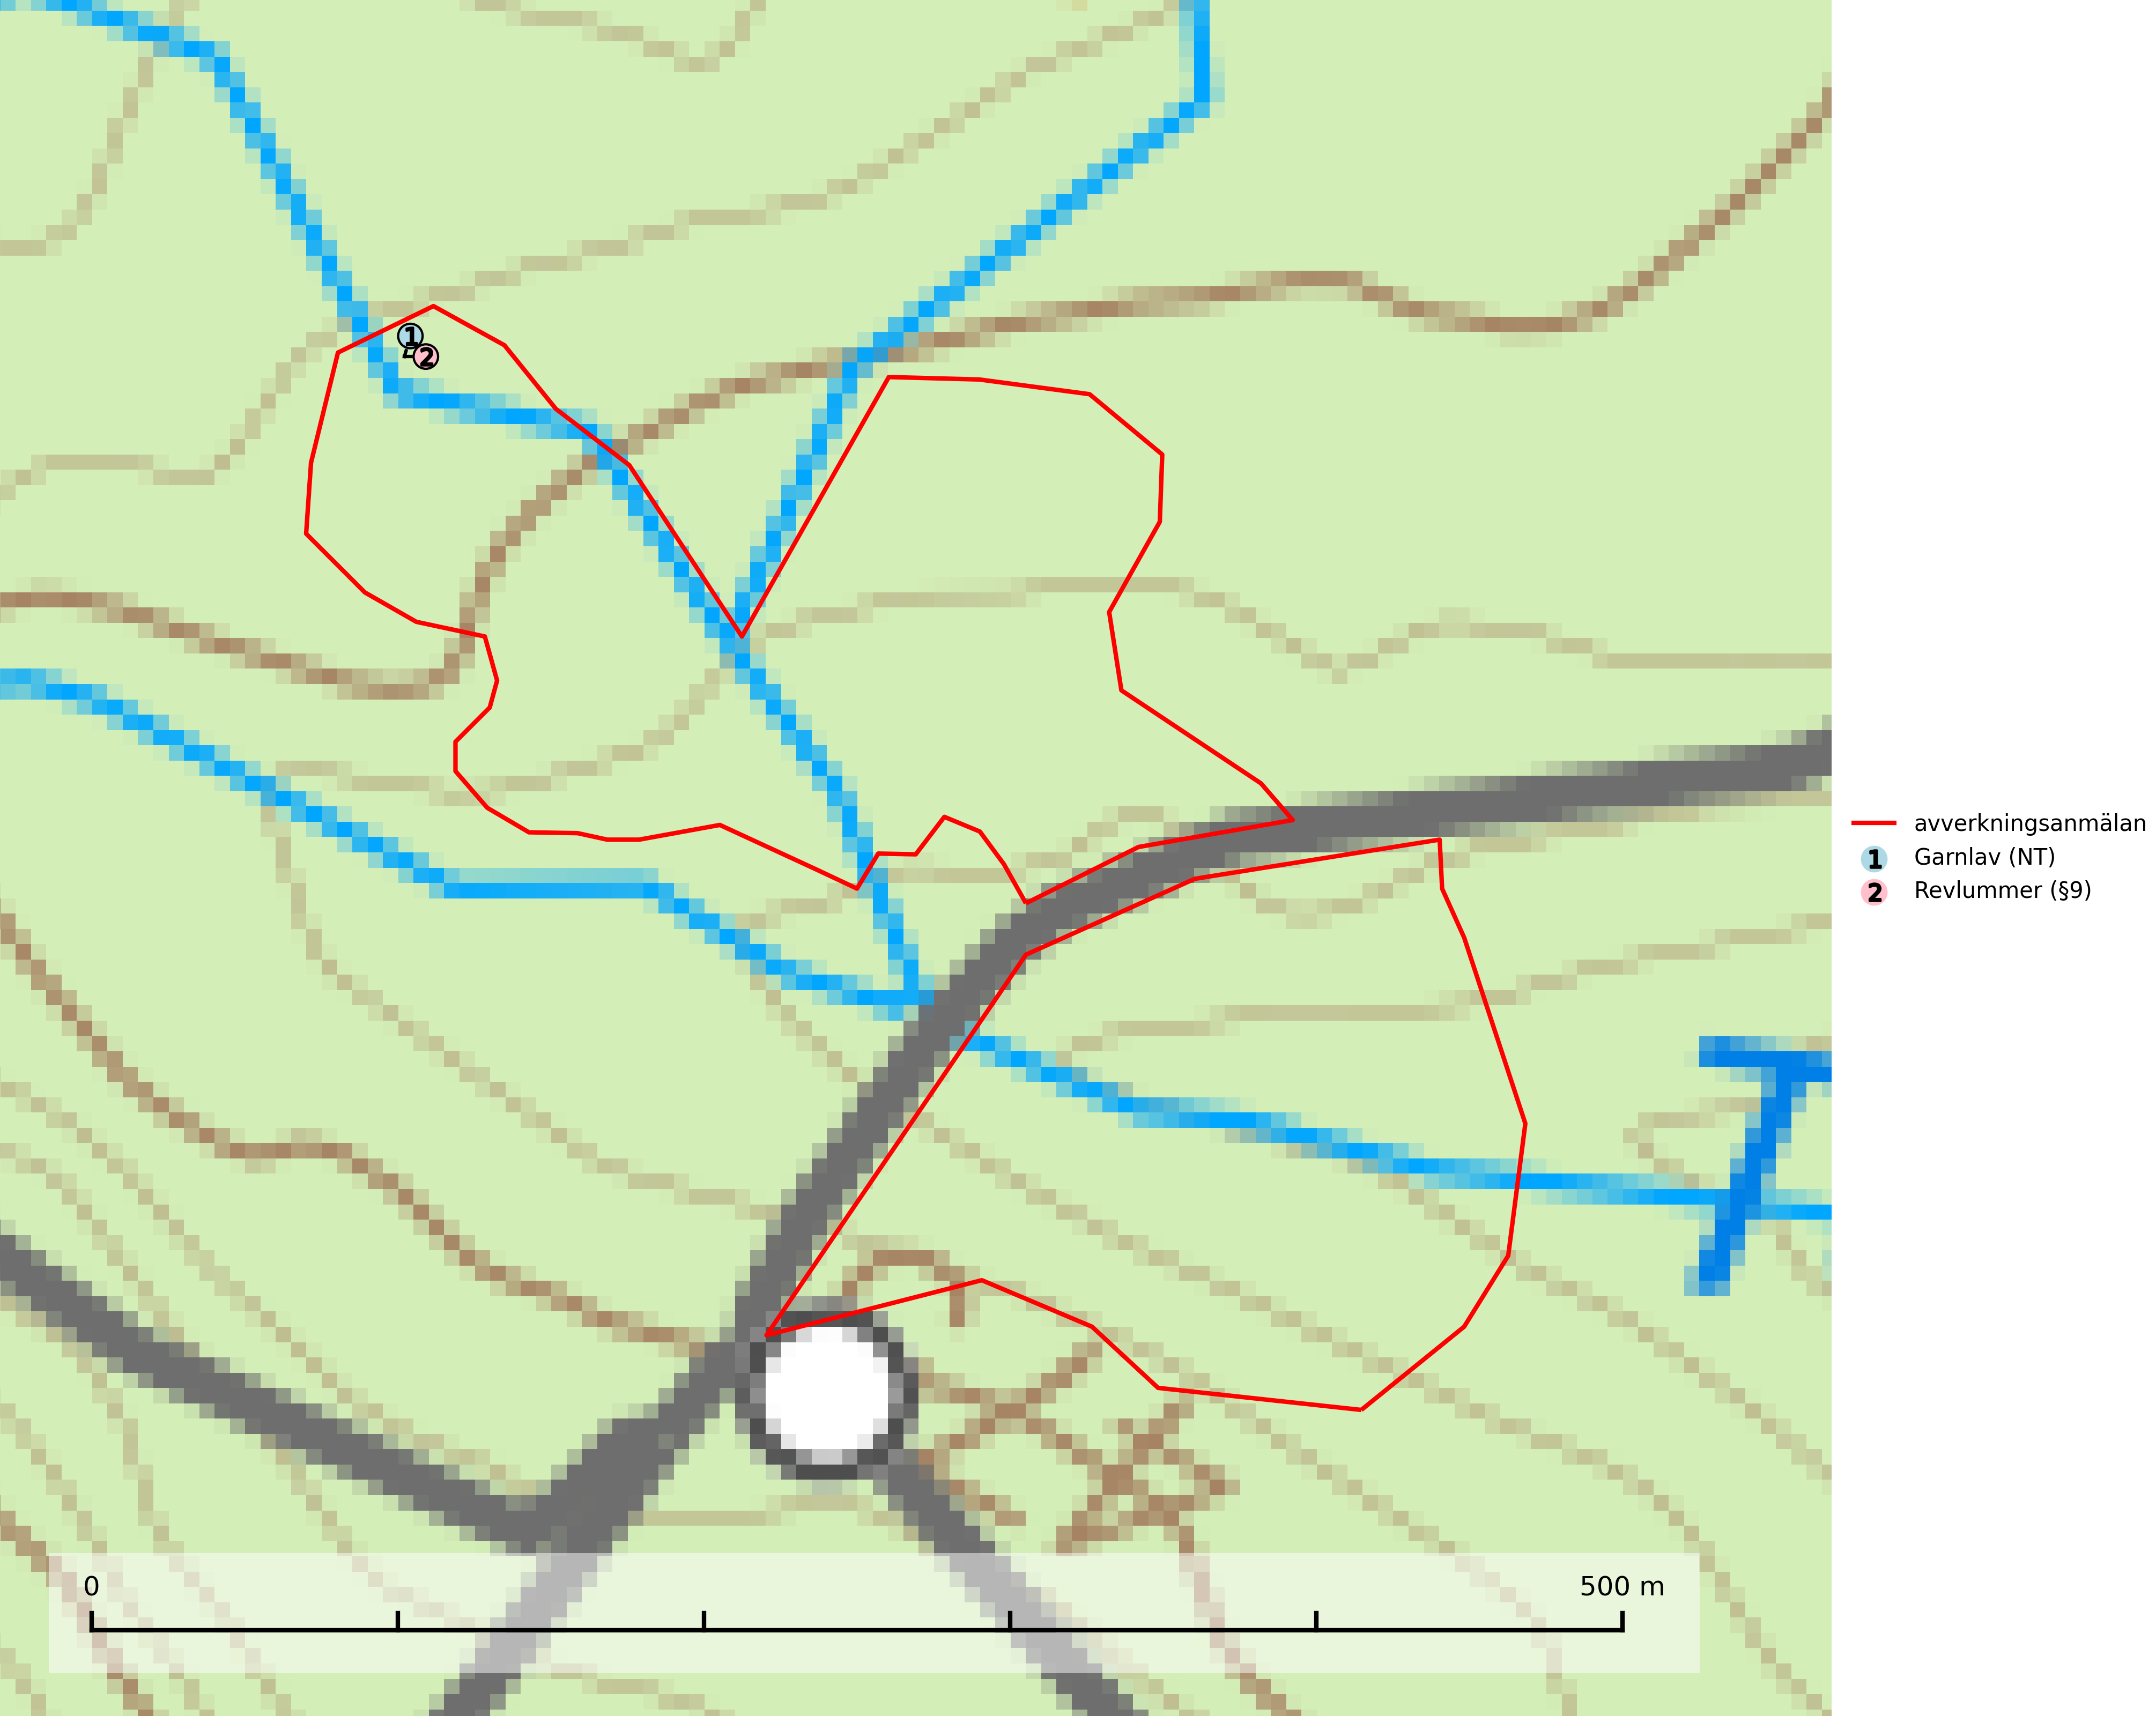 1
2
avverkningsanmälan
1 Garnlav (NT)
2 Revlummer (§9)
0 500 m